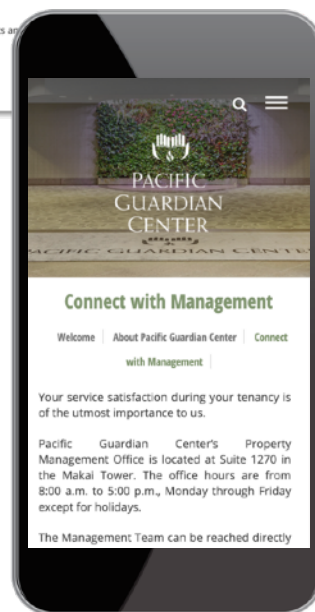 PACIFIC
GUARDIAN
CENTER
PACIFIC GUARDIAN CENTER
Connect with Management
Welcome | About Pacific Guardian Center | Connect
with Management |
Your service satisfaction during your tenancy is
of the utmost importance to us.
Pacific Guardian Center's Property
Management Office is located at Suite 1270 in
the Makai Tower. The office hours are from
8:00 a.m. to 5:00 p.m., Monday through Friday
except for holidays.
The Management Team can be reached directly